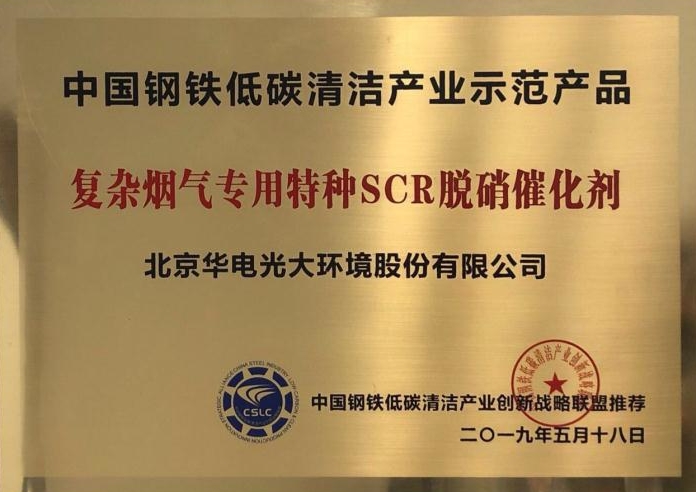 中国钢铁低碳清洁产业示范产品
复杂烟气专用特种SCR脱硝催化剂
北京华电光大环境股份有限公司
CSLC
中国钢铁低碳清洁产业创新战略联盟推荐
二〇一九年五月十八日